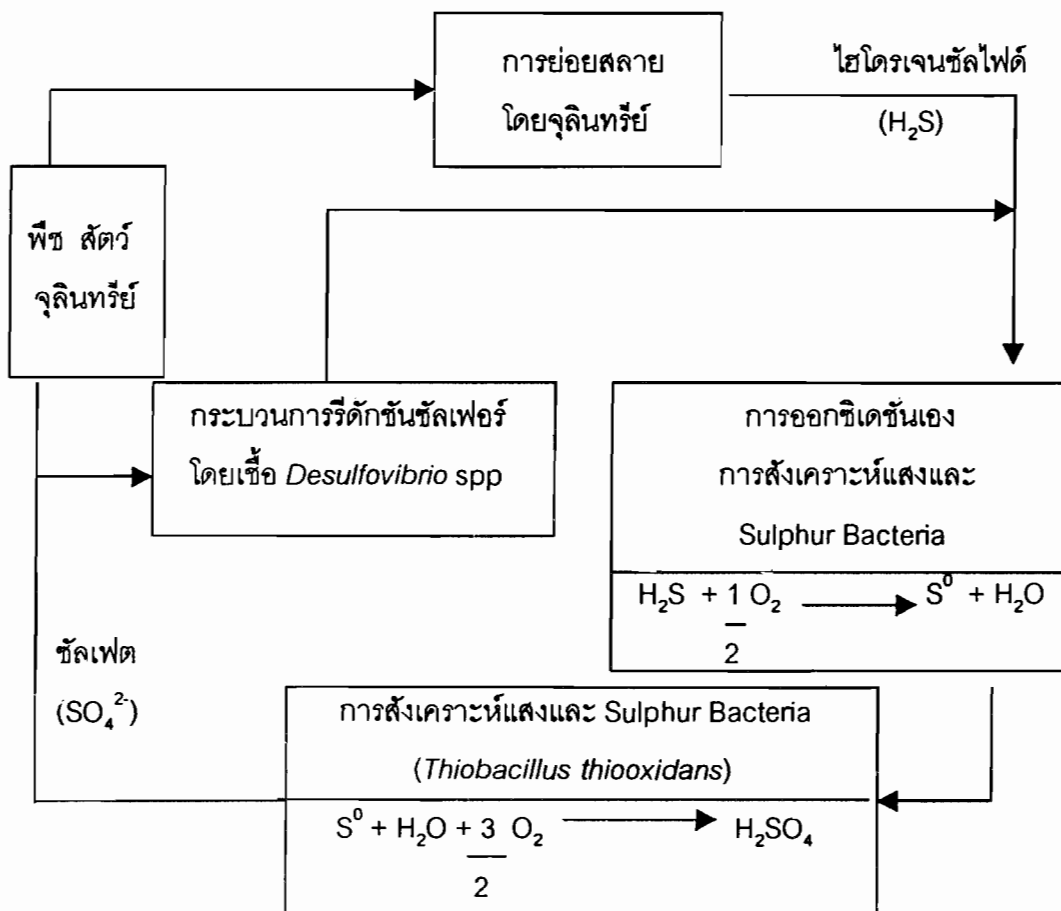 การย่อยสลาย
โดยจุลินทรีย์
ไฮโดรเจนซัลไฟด์
(H₂S)
พืช สัตว์
จุลินทรีย์
กระบวนการรีดักชันซัลเฟอร์
โดยเชื้อ Desulfovibrio spp
การออกซิเดชันเอง
การสังเคราะห์แสงและ
Sulphur Bacteria
H₂S + 1 O₂ → S⁰ + H₂O
2
ซัลเฟต
(SO₄²⁻)
การสังเคราะห์แสงและ Sulphur Bacteria
(Thiobacillus thiooxidans)
S⁰ + H₂O + 3 O₂ → H₂SO₄
2